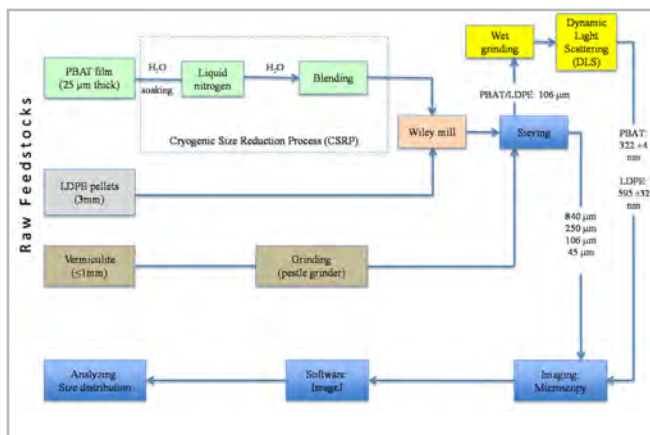 Raw Feedstocks
PBAT film
(25 µm thick)
H₂O
soaking
Liquid
nitrogen
H₂O
Blending
Cryogenic Size Reduction Process (CSRP)
Wet
grinding
Dynamic
Light
Scattering
(DLS)
PBAT/LDPE: 106 µm
Wiley mill
Sieving
PBAT:
322 ±4
nm
LDPE:
595 ±32
nm
LDPE pellets
(3mm)
840 µm
250 µm
106 µm
45 µm
Vermiculite
(≤1mm)
Grinding
(pestle grinder)
Analyzing
Size distribution
Software:
ImageJ
Imaging:
Microscopy